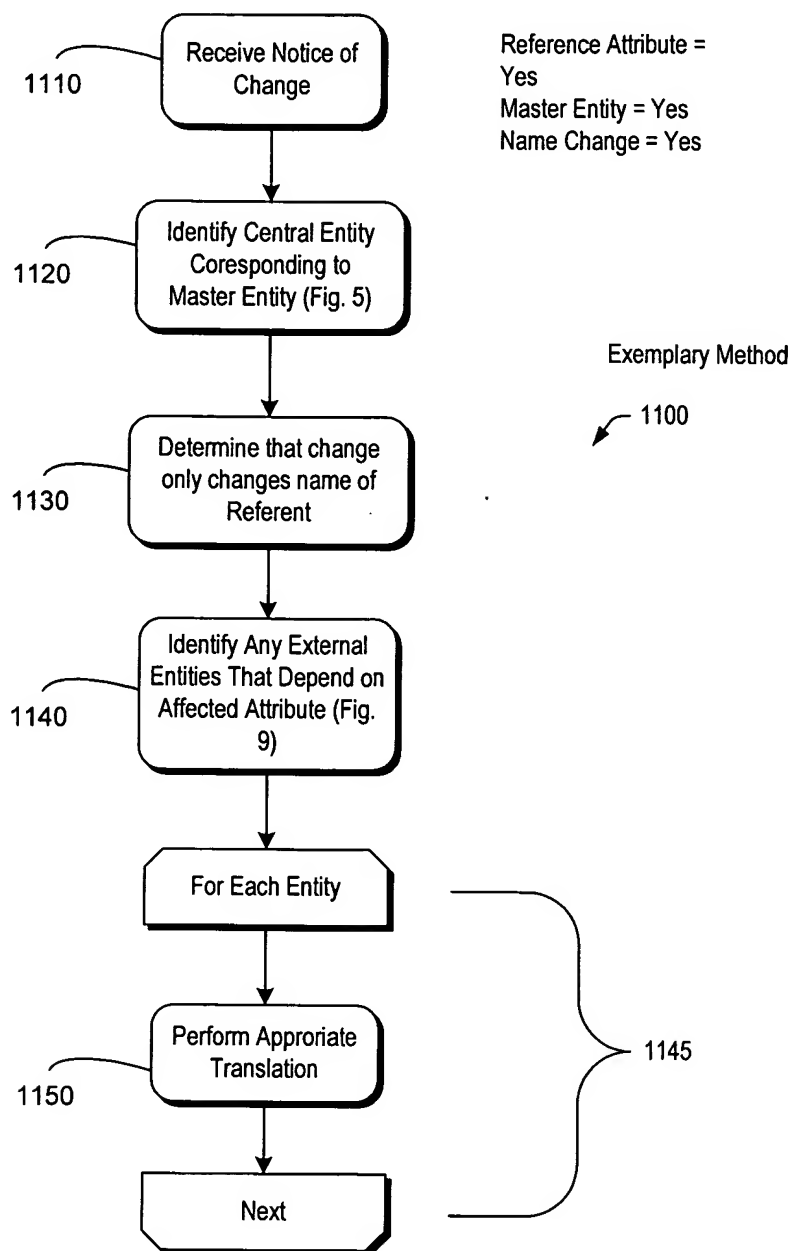 Receive Notice of
Change
1110
Reference Attribute =
Yes
Master Entity = Yes
Name Change = Yes
Identify Central Entity
Coresponding to
Master Entity (Fig. 5)
1120
Exemplary Method
1100
Determine that change
only changes name of
Referent
1130
Identify Any External
Entities That Depend on
Affected Attribute (Fig.
9)
1140
For Each Entity
Perform Approriate
Translation
1150
1145
Next